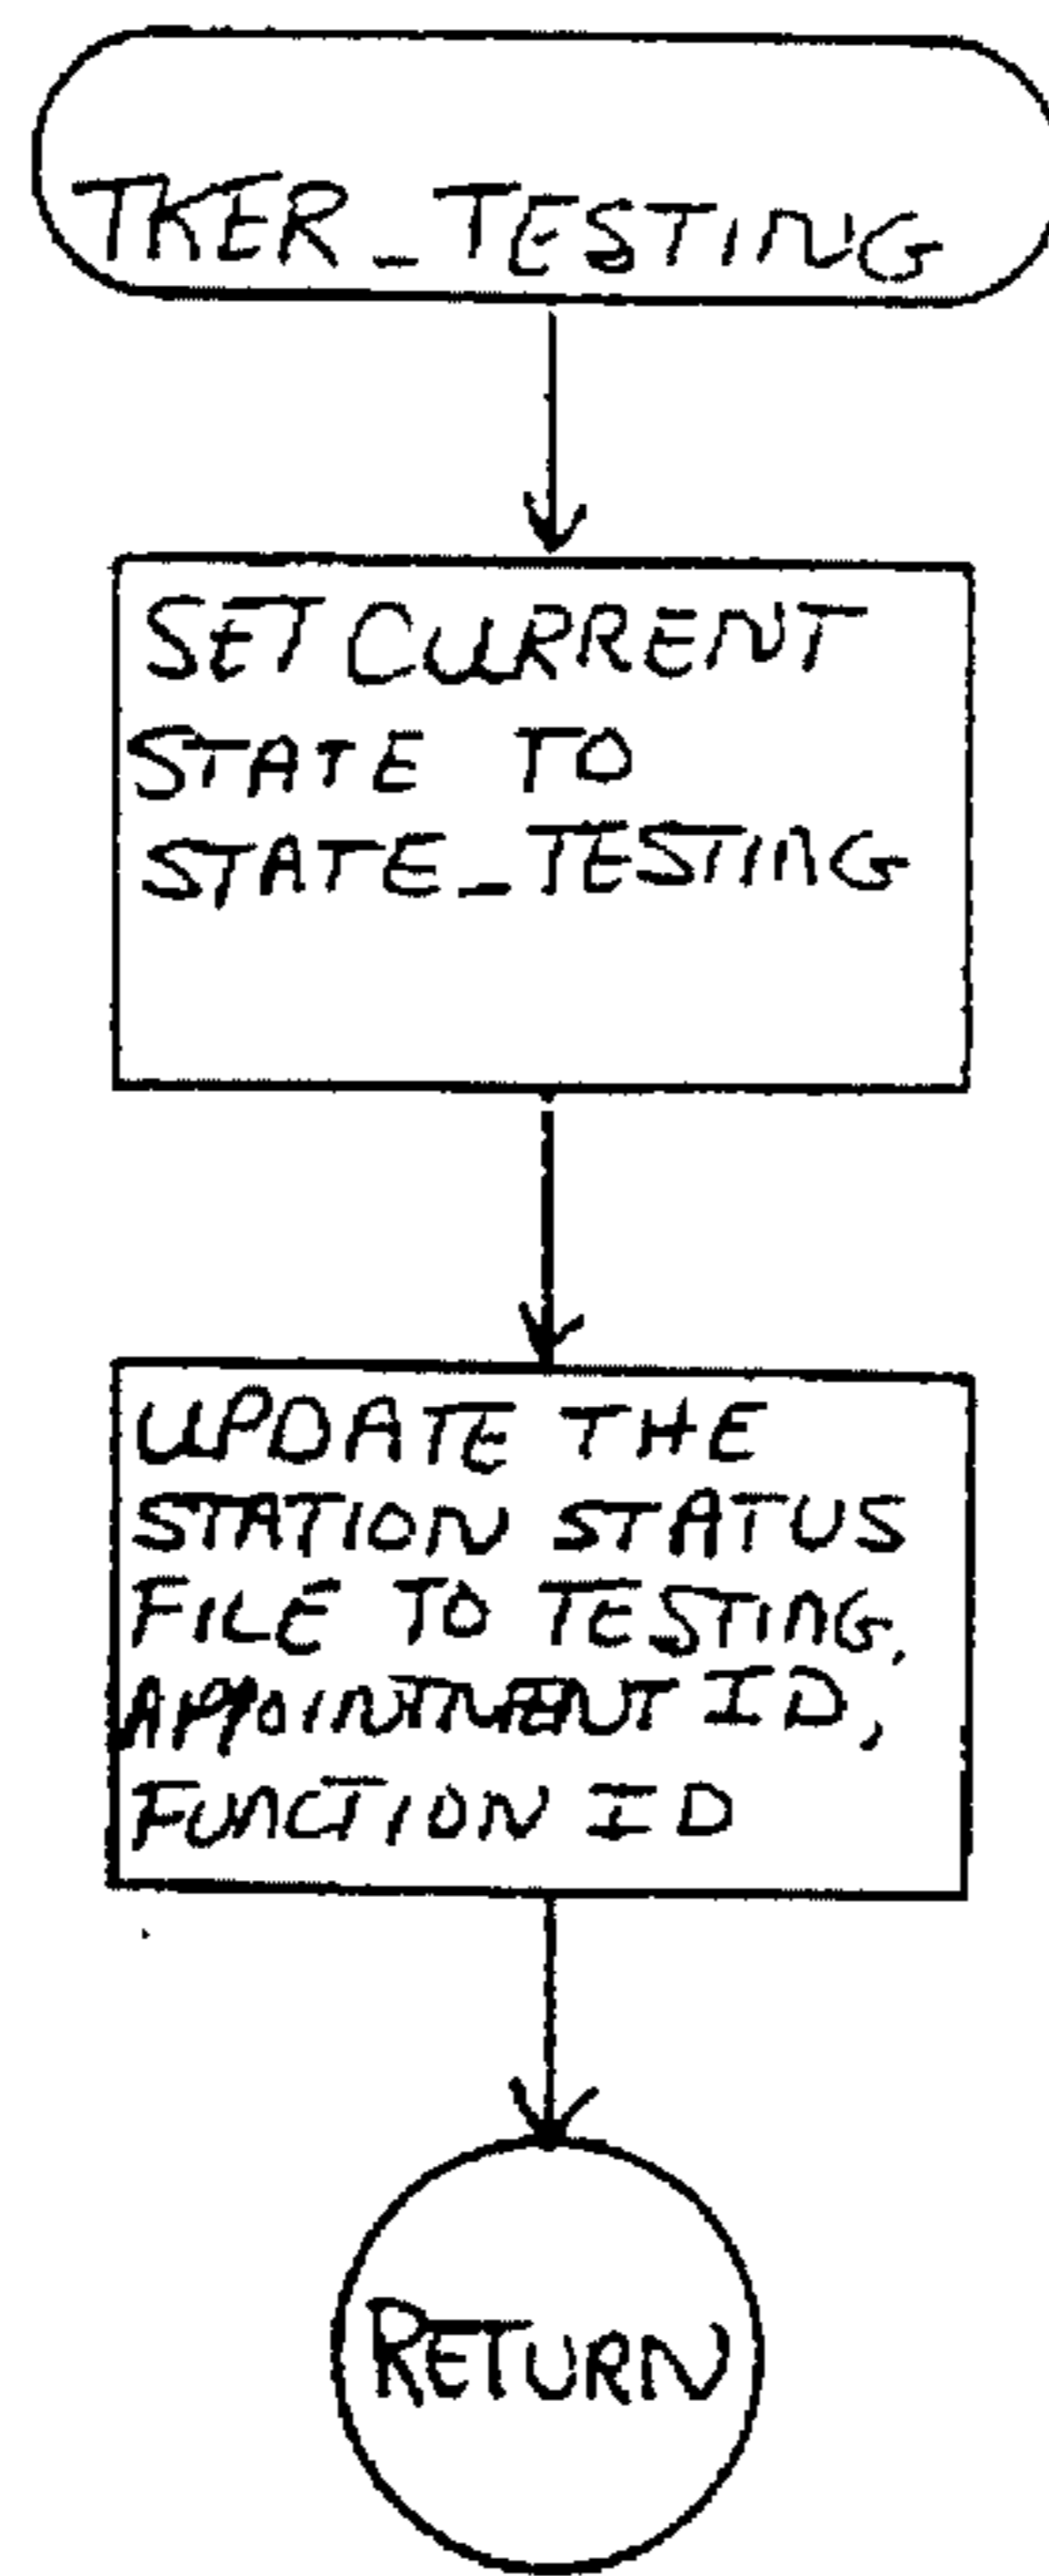 TKER_TESTING
SET CURRENT
STATE TO
STATE_TESTING
UPDATE THE
STATION STATUS
FILE TO TESTING,
APPOINTMENT ID,
FUNCTION ID
RETURN